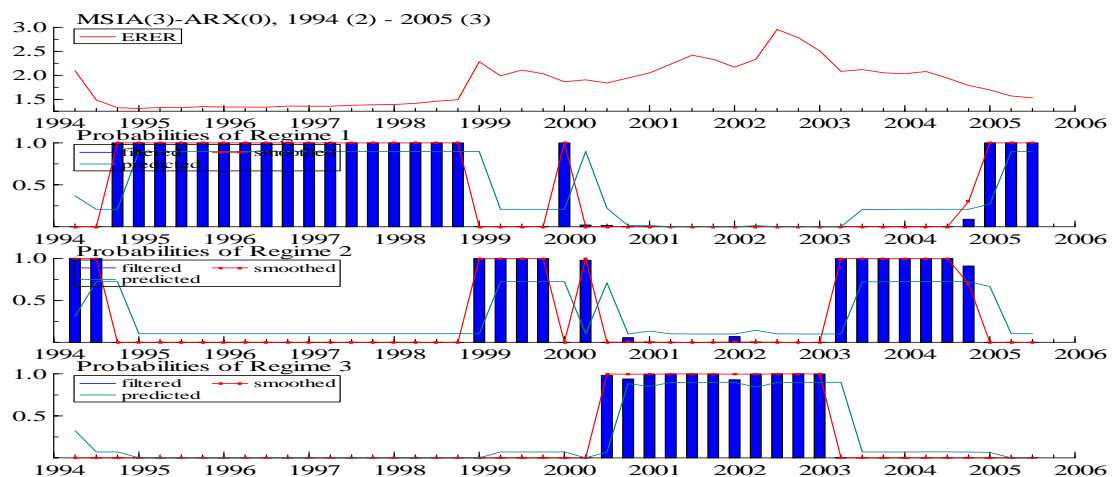 MSIA(3)-ARX(0), 1994 (2) - 2005 (3)
3.0
ERER
2.5
2.0
1.5
1994 1995 1996 1997 1998 1999 2000 2001 2002 2003 2004 2005 2006
Probabilities of Regime 1
1.0
filtered smoothed
predicted
0.5
1994 1995 1996 1997 1998 1999 2000 2001 2002 2003 2004 2005 2006
Probabilities of Regime 2
1.0
filtered smoothed
predicted
0.5
1994 1995 1996 1997 1998 1999 2000 2001 2002 2003 2004 2005 2006
Probabilities of Regime 3
1.0
filtered smoothed
predicted
0.5
1994 1995 1996 1997 1998 1999 2000 2001 2002 2003 2004 2005 2006